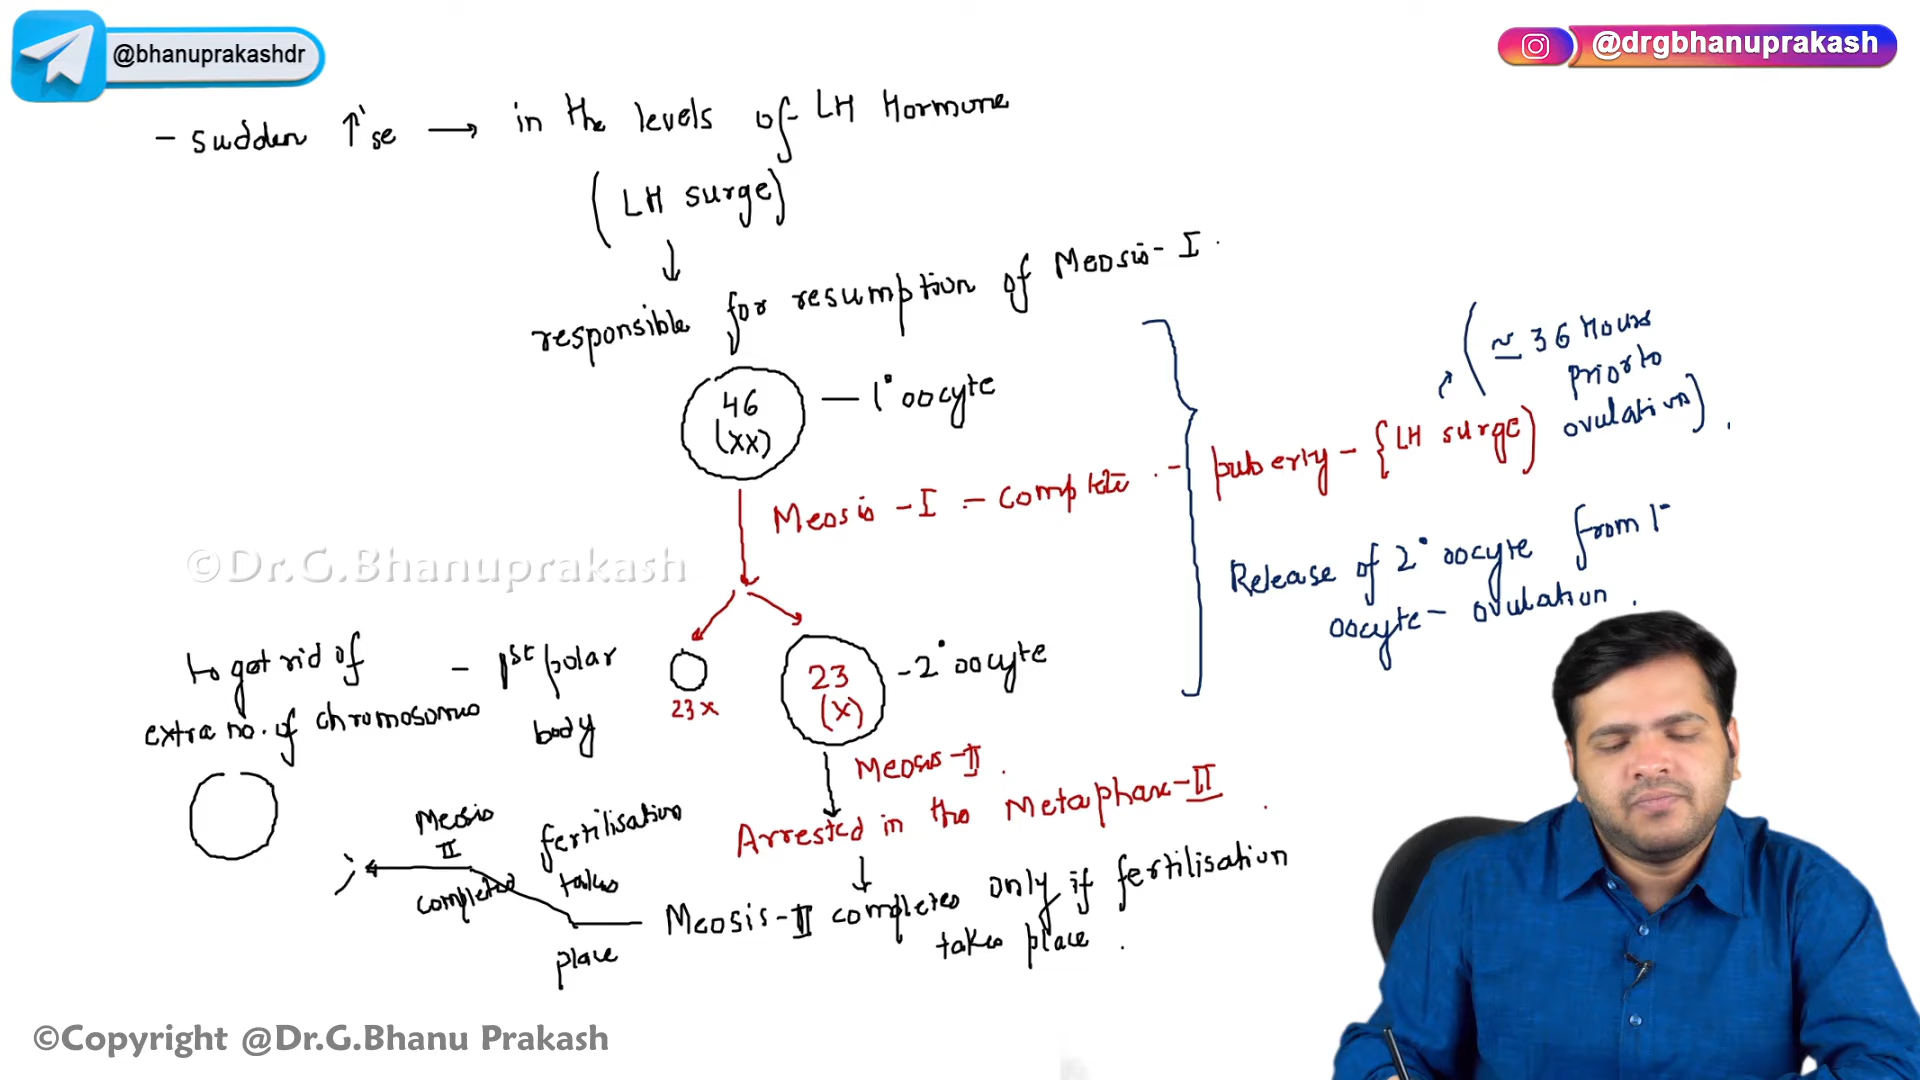 @bhanuprakashdr
@drgbhanuprakash
- sudden ↑'se → in the levels of LH Hormone
(LH surge)
↓
responsible for resumption of Meosis - I.
46
(XX)
— 1° oocyte
Meosis - I - complete -
puberty - {LH surge)
(≃ 36 Hours
prior to
ovulation).
Release of 2° oocyte from 1°
oocyte - ovulation.
©Dr.G.Bhanuprakash
to get rid of
extra no. of chromosomes
- 1st polar
body
23 x
23
(X)
- 2° oocyte
Meosis - II.
Arrested in the Metaphase - II.
↓
Meosis - II completes only if fertilisation
takes place.
fertilisation
takes
place
Meosis
II
completes
©Copyright @Dr.G.Bhanu Prakash